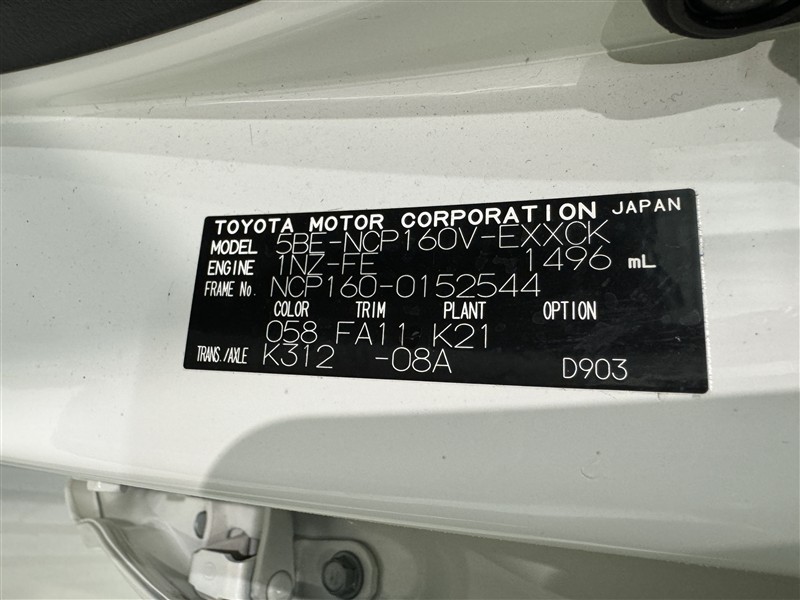 TOYOTA MOTOR CORPORATION JAPAN
MODEL 5BE-NCP160V-EXXCK
ENGINE 1NZ-FE 1496 mL
FRAME No. NCP160-0152544
COLOR TRIM PLANT OPTION
058 FA11 K21
TRANS./AXLE K312 -08A D903